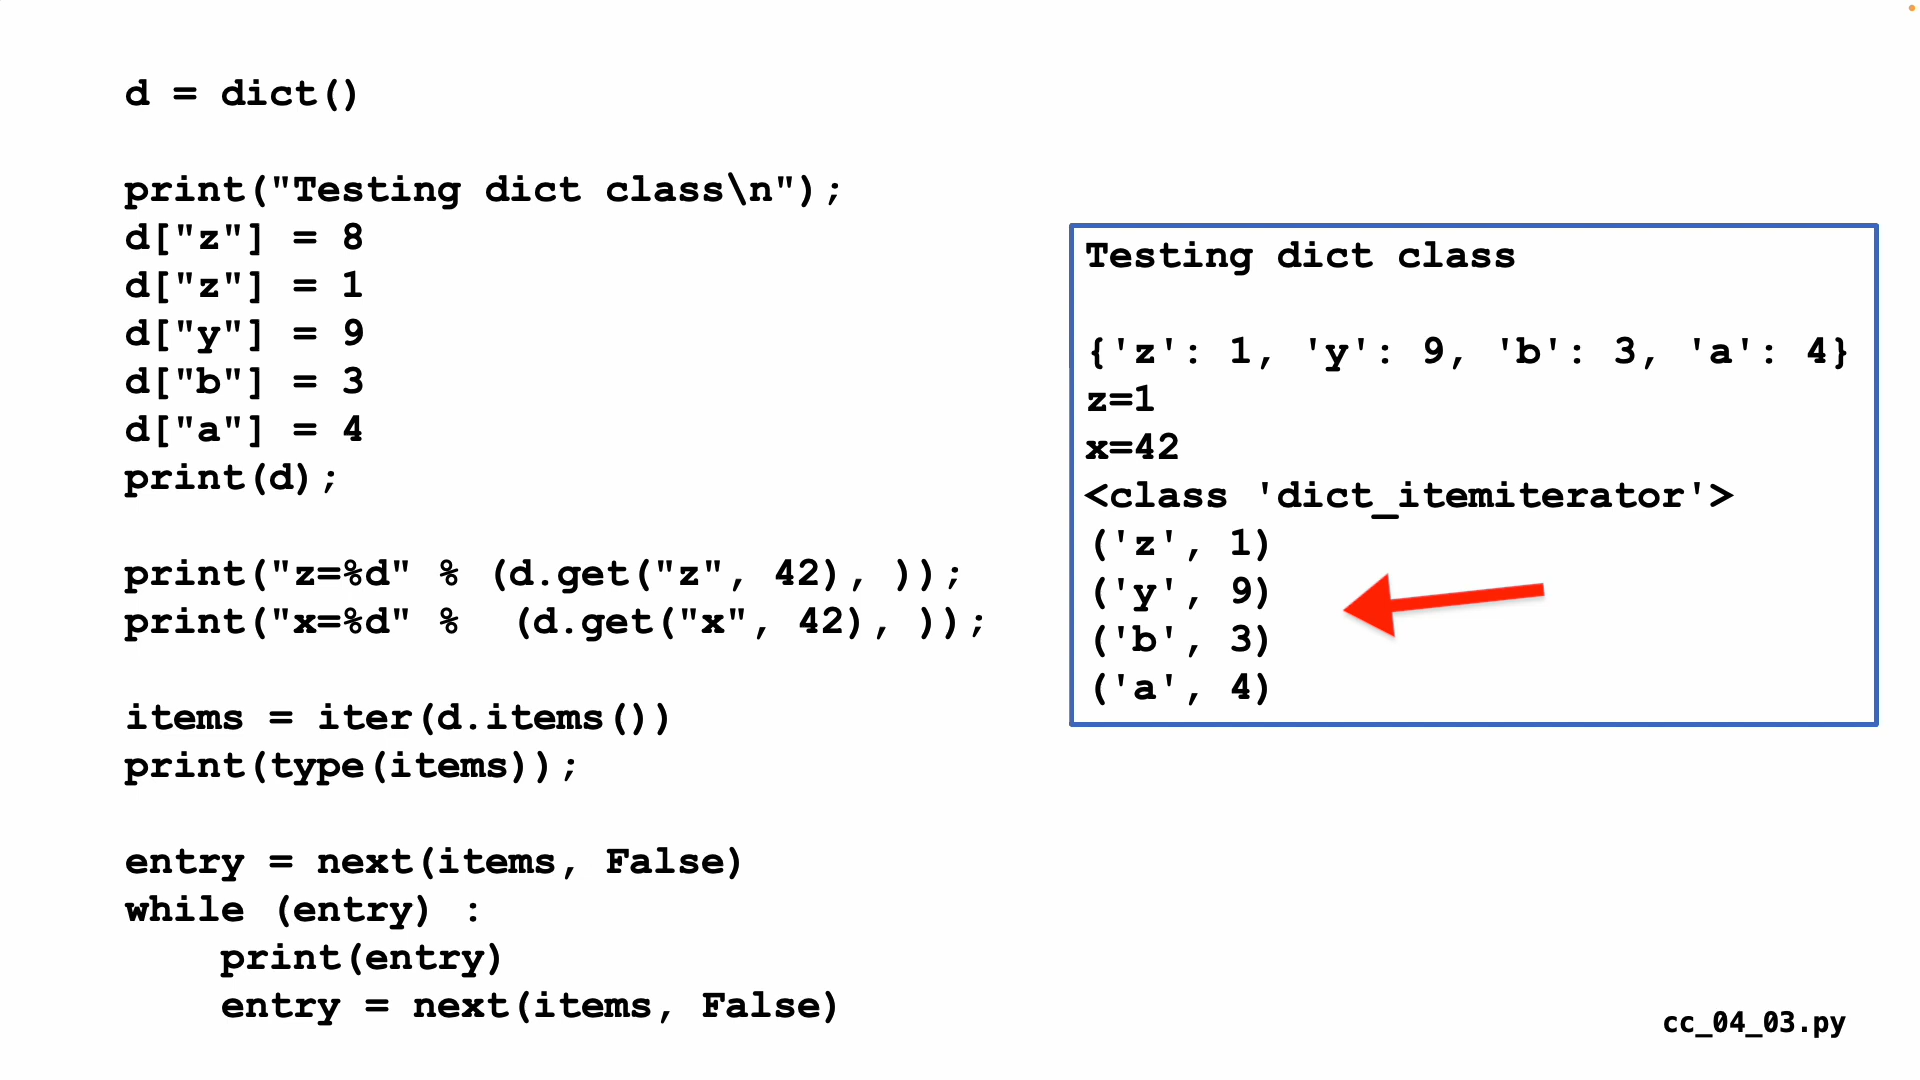 d = dict()
print("Testing dict class\n");
d["z"] = 8
d["z"] = 1
d["y"] = 9
d["b"] = 3
d["a"] = 4
print(d);
print("z=%d" % (d.get("z", 42), ));
print("x=%d" %  (d.get("x", 42), ));
items = iter(d.items())
print(type(items));
entry = next(items, False)
while (entry) :
    print(entry)
    entry = next(items, False)
Testing dict class
{'z': 1, 'y': 9, 'b': 3, 'a': 4}
z=1
x=42
<class 'dict_itemiterator'>
('z', 1)
('y', 9)
('b', 3)
('a', 4)
cc_04_03.py